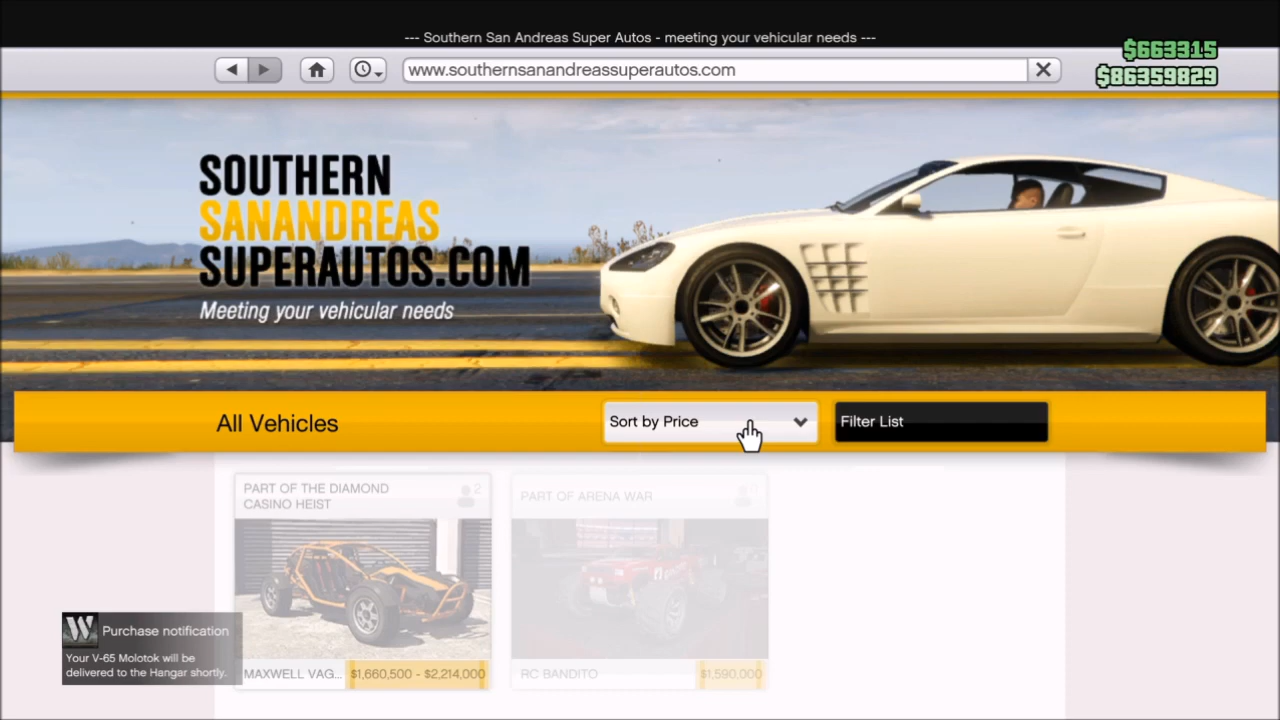 --- Southern San Andreas Super Autos - meeting your vehicular needs ---
$663315
www.southernsanandreassuperautos.com
$86359829
SOUTHERN
SANANDREAS
SUPERAUTOS.COM
Meeting your vehicular needs
All Vehicles
Sort by Price
Filter List
PART OF THE DIAMOND
CASINO HEIST
2
PART OF ARENA WAR
W Purchase notification
Your V-65 Molotok will be
delivered to the Hangar shortly.
MAXWELL VAG... $1,660,500 - $2,214,000
RC BANDITO $1,590,000